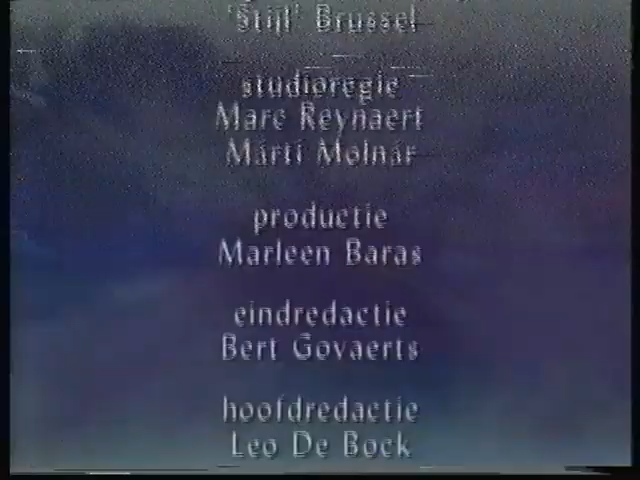 'Stijl' Brussel
studioregie
Marc Reynaert
Márti Molnár
productie
Marleen Baras
eindredactie
Bert Govaerts
hoofdredactie
Leo De Bock